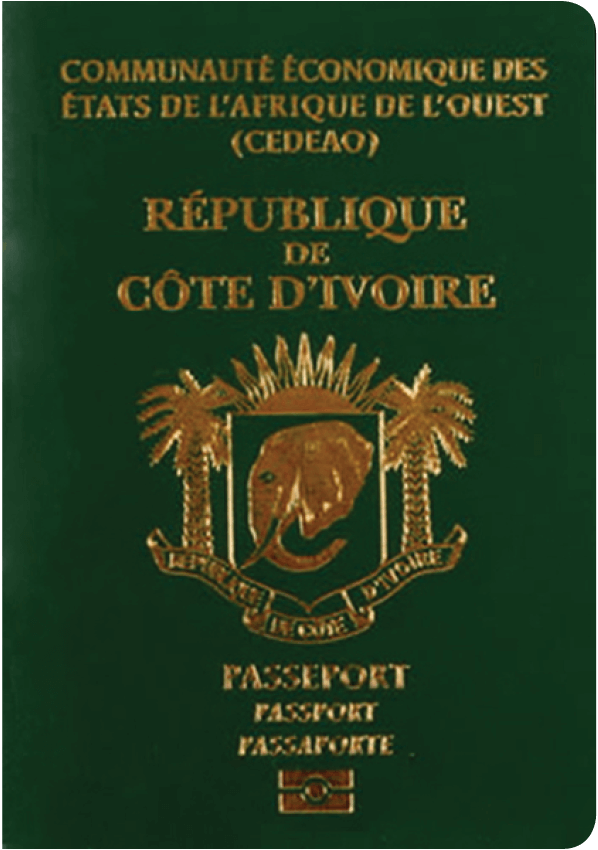 COMMUNAUTÉ ÉCONOMIQUE DES
ÉTATS DE L'AFRIQUE DE L'OUEST
(CEDEAO)
RÉPUBLIQUE
DE
CÔTE D'IVOIRE
REPUBLIQUE
DE CÔTE
D'IVOIRE
PASSEPORT
PASSPORT
PASSAPORTE